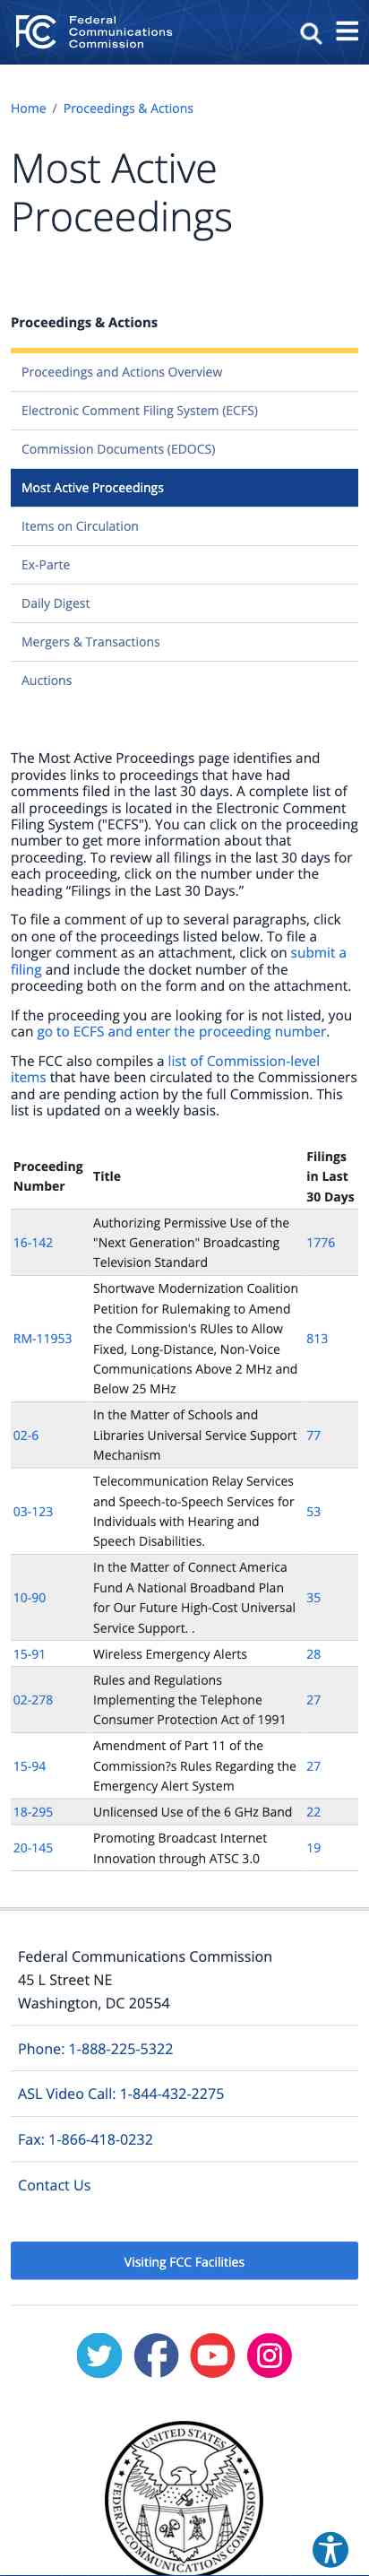 FCC
Federal
Communications
Commission
Home / Proceedings & Actions
Most Active
Proceedings
Proceedings & Actions
Proceedings and Actions Overview
Electronic Comment Filing System (ECFS)
Commission Documents (EDOCS)
Most Active Proceedings
Items on Circulation
Ex-Parte
Daily Digest
Mergers & Transactions
Auctions
The Most Active Proceedings page identifies and
provides links to proceedings that have had
comments filed in the last 30 days. A complete list of
all proceedings is located in the Electronic Comment
Filing System ("ECFS"). You can click on the proceeding
number to get more information about that
proceeding. To review all filings in the last 30 days for
each proceeding, click on the number under the
heading “Filings in the Last 30 Days.”
To file a comment of up to several paragraphs, click
on one of the proceedings listed below. To file a
longer comment as an attachment, click on submit a
filing and include the docket number of the
proceeding both on the form and on the attachment.
If the proceeding you are looking for is not listed, you
can go to ECFS and enter the proceeding number.
The FCC also compiles a list of Commission-level
items that have been circulated to the Commissioners
and are pending action by the full Commission. This
list is updated on a weekly basis.
Proceeding
Number
Title
Filings
in Last
30 Days
16-142
Authorizing Permissive Use of the
"Next Generation" Broadcasting
Television Standard
1776
RM-11953
Shortwave Modernization Coalition
Petition for Rulemaking to Amend
the Commission's RUles to Allow
Fixed, Long-Distance, Non-Voice
Communications Above 2 MHz and
Below 25 MHz
813
02-6
In the Matter of Schools and
Libraries Universal Service Support
Mechanism
77
03-123
Telecommunication Relay Services
and Speech-to-Speech Services for
Individuals with Hearing and
Speech Disabilities.
53
10-90
In the Matter of Connect America
Fund A National Broadband Plan
for Our Future High-Cost Universal
Service Support. .
35
15-91
Wireless Emergency Alerts
28
02-278
Rules and Regulations
Implementing the Telephone
Consumer Protection Act of 1991
27
15-94
Amendment of Part 11 of the
Commission?s Rules Regarding the
Emergency Alert System
27
18-295
Unlicensed Use of the 6 GHz Band
22
20-145
Promoting Broadcast Internet
Innovation through ATSC 3.0
19
Federal Communications Commission
45 L Street NE
Washington, DC 20554
Phone: 1-888-225-5322
ASL Video Call: 1-844-432-2275
Fax: 1-866-418-0232
Contact Us
Visiting FCC Facilities
UNITED STATES
FEDERAL COMMUNICATIONS COMMISSION